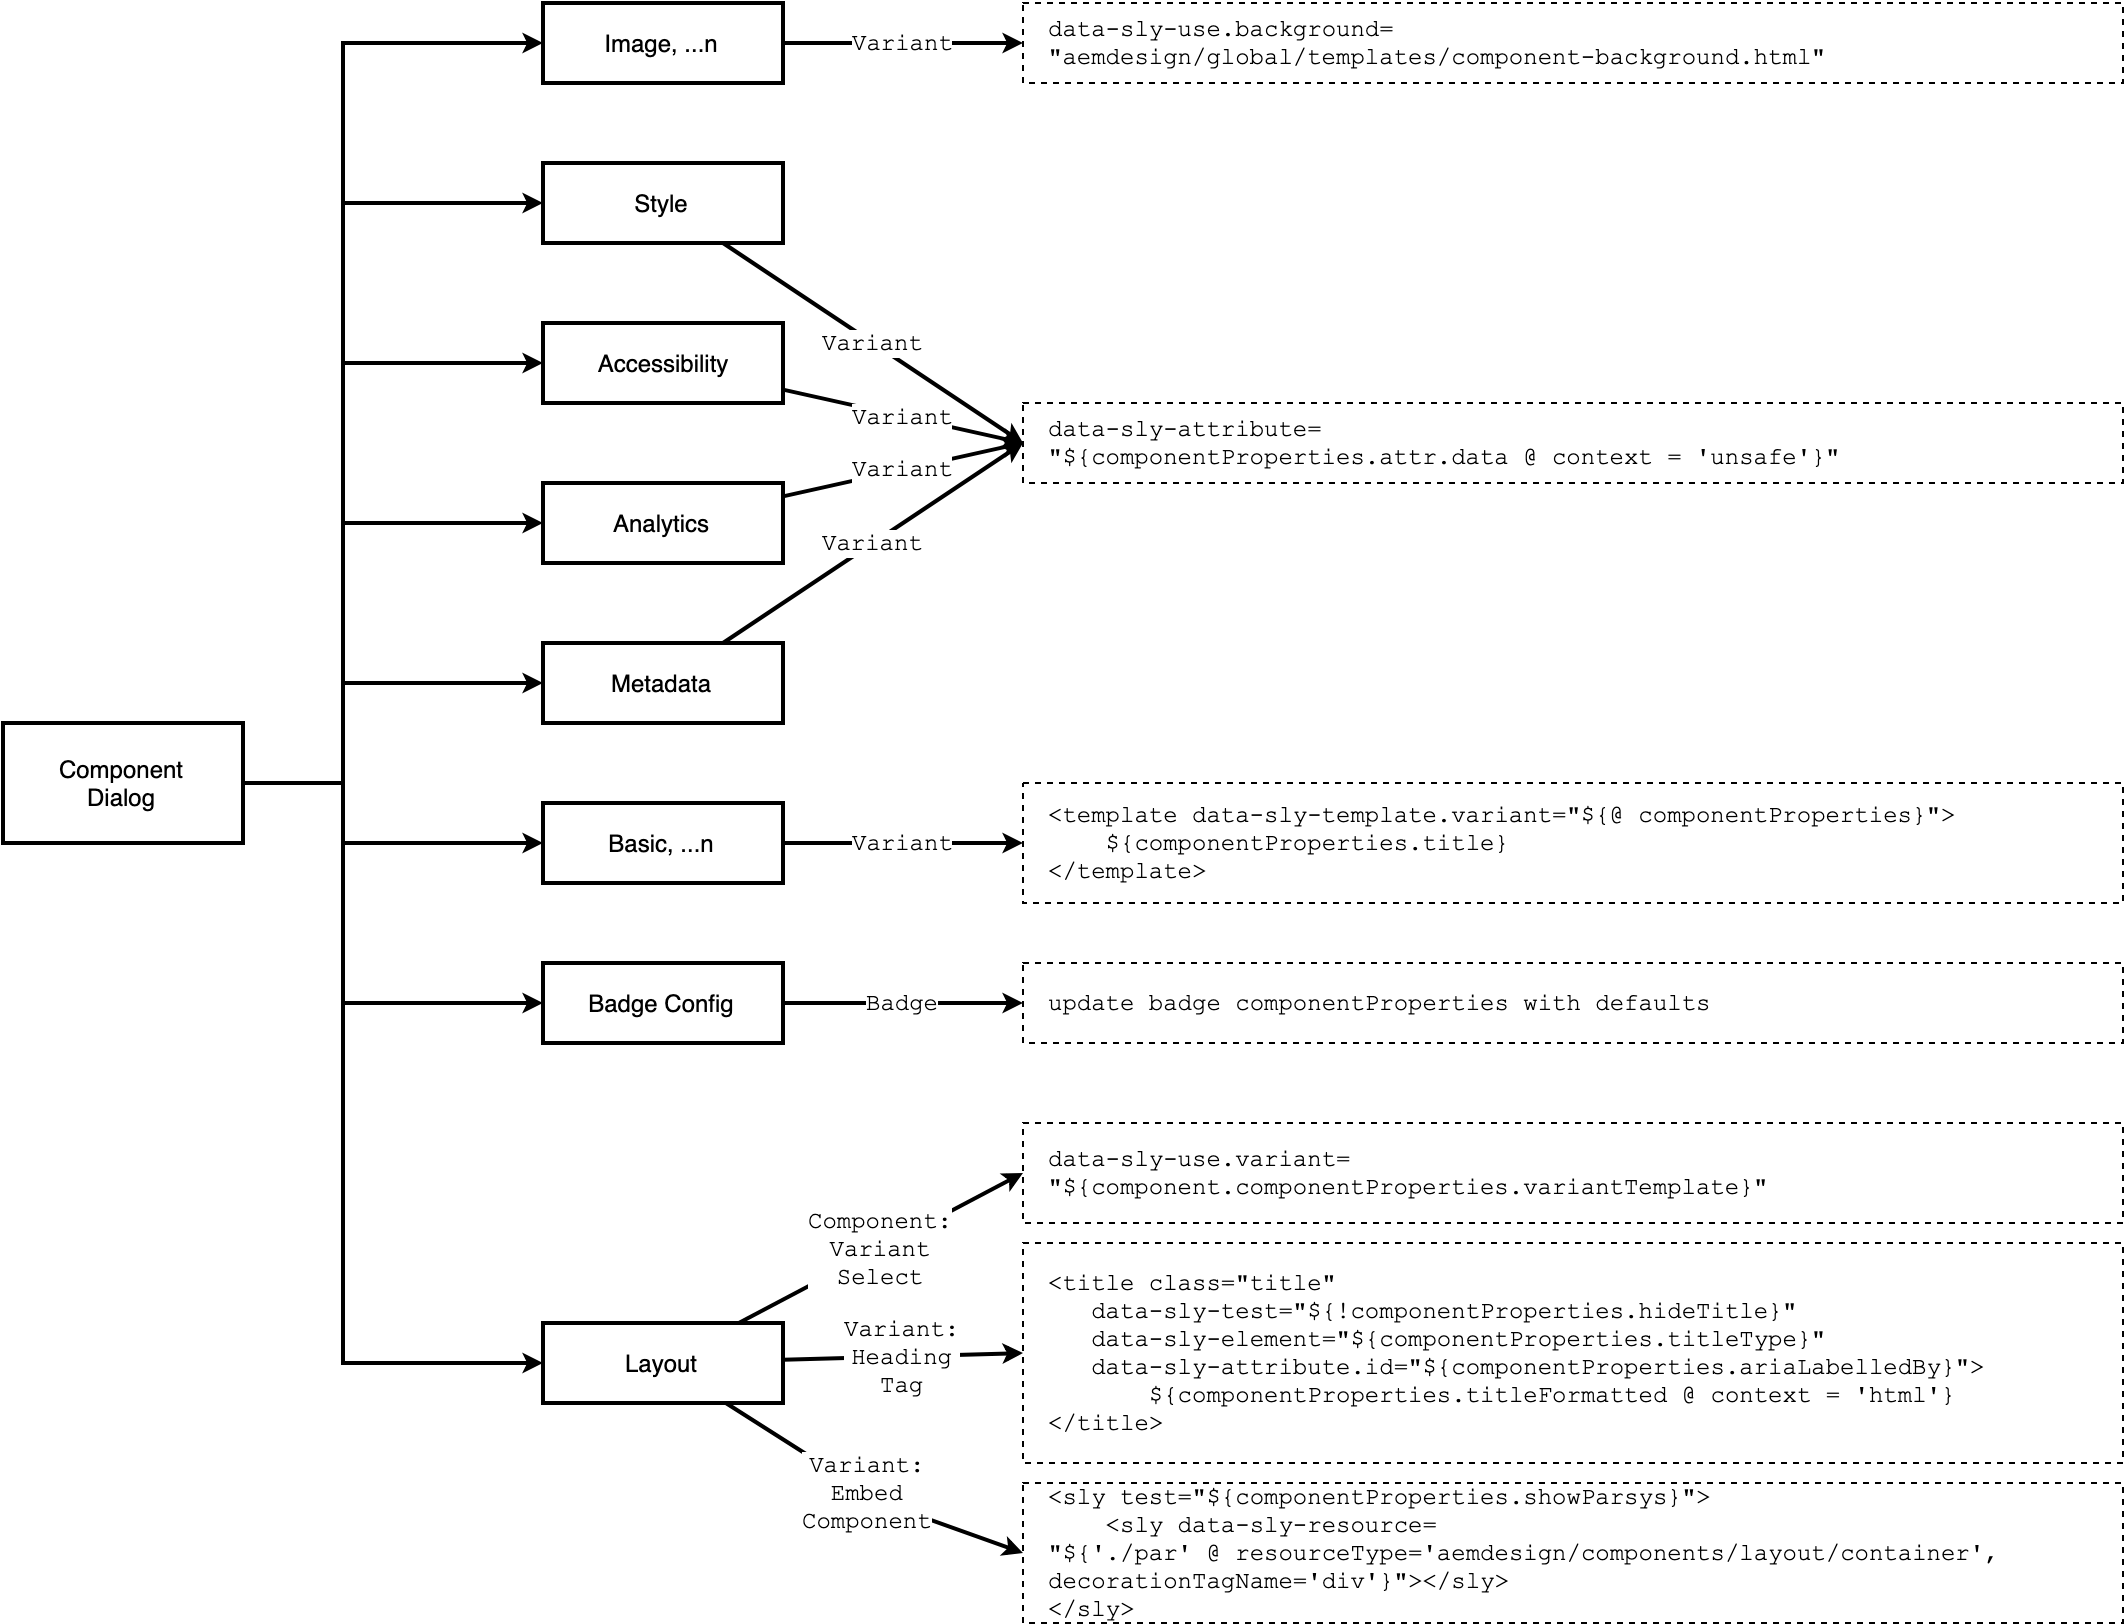 Image, ...n
Variant
data-sly-use.background=
"aemdesign/global/templates/component-background.html"
Style
Variant
Accessibility
Variant
data-sly-attribute=
"${componentProperties.attr.data @ context = 'unsafe'}"
Variant
Analytics
Variant
Metadata
Component
Dialog
Basic, ...n
Variant
<template data-sly-template.variant="${@ componentProperties}">
    ${componentProperties.title}
</template>
Badge Config
Badge
update badge componentProperties with defaults
data-sly-use.variant=
"${component.componentProperties.variantTemplate}"
Component:
Variant
Select
Layout
Variant:
Heading
Tag
<title class="title"
   data-sly-test="${!componentProperties.hideTitle}"
   data-sly-element="${componentProperties.titleType}"
   data-sly-attribute.id="${componentProperties.ariaLabelledBy}">
       ${componentProperties.titleFormatted @ context = 'html'}
</title>
Variant:
Embed
Component
<sly test="${componentProperties.showParsys}">
    <sly data-sly-resource=
"${'./par' @ resourceType='aemdesign/components/layout/container',
decorationTagName='div'}"></sly>
</sly>